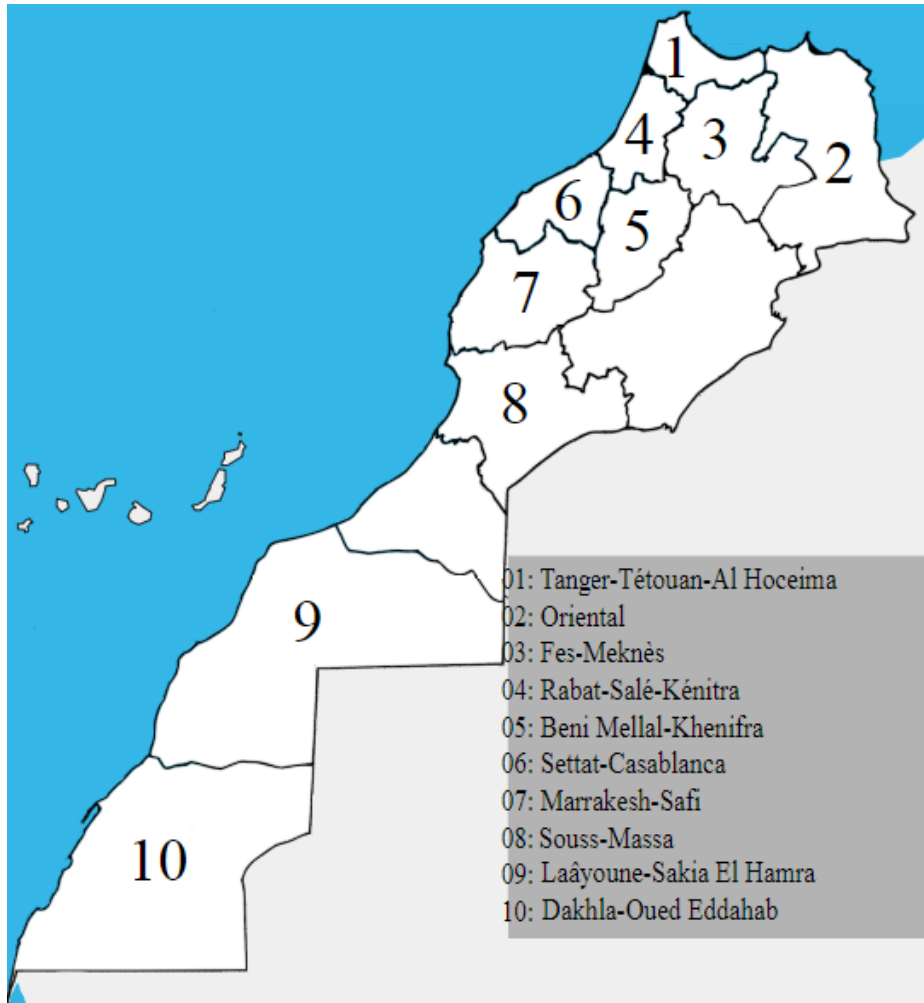 1
4
3
2
6
5
7
8
9
10
01: Tanger-Tétouan-Al Hoceima
02: Oriental
03: Fes-Meknès
04: Rabat-Salé-Kénitra
05: Beni Mellal-Khenifra
06: Settat-Casablanca
07: Marrakesh-Safi
08: Souss-Massa
09: Laâyoune-Sakia El Hamra
10: Dakhla-Oued Eddahab